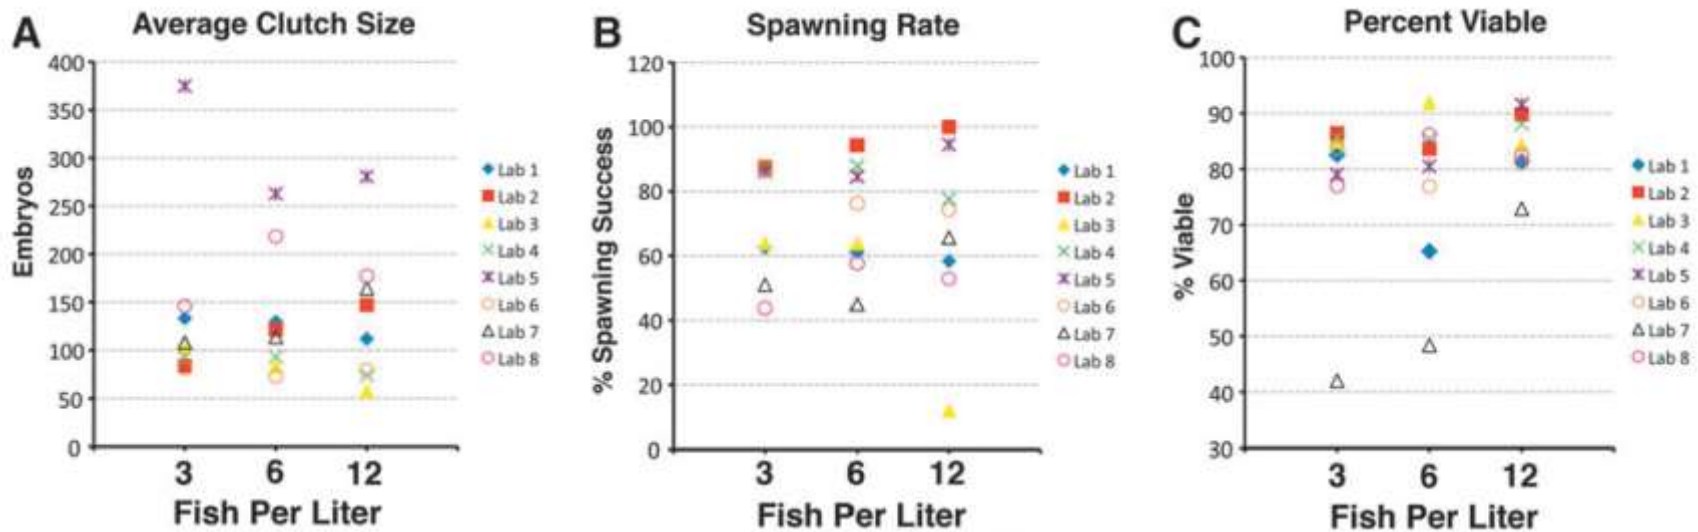 A Average Clutch Size
400
350
300
250
200
150
100
50
0
Embryos
3 6 12
Fish Per Liter
Lab 1
Lab 2
Lab 3
Lab 4
Lab 5
Lab 6
Lab 7
Lab 8
B Spawning Rate
120
100
80
60
40
20
0
% Spawning Success
3 6 12
Fish Per Liter
Lab 1
Lab 2
Lab 3
Lab 4
Lab 5
Lab 6
Lab 7
Lab 8
C Percent Viable
100
90
80
70
60
50
40
30
% Viable
3 6 12
Fish Per Liter
Lab 1
Lab 2
Lab 3
Lab 4
Lab 5
Lab 6
Lab 7
Lab 8